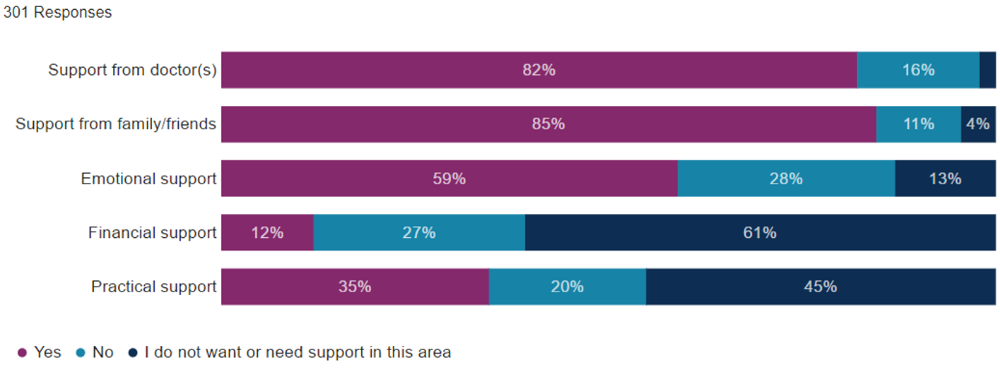 301 Responses
Support from doctor(s) 82% 16%
Support from family/friends 85% 11% 4%
Emotional support 59% 28% 13%
Financial support 12% 27% 61%
Practical support 35% 20% 45%
Yes No I do not want or need support in this area